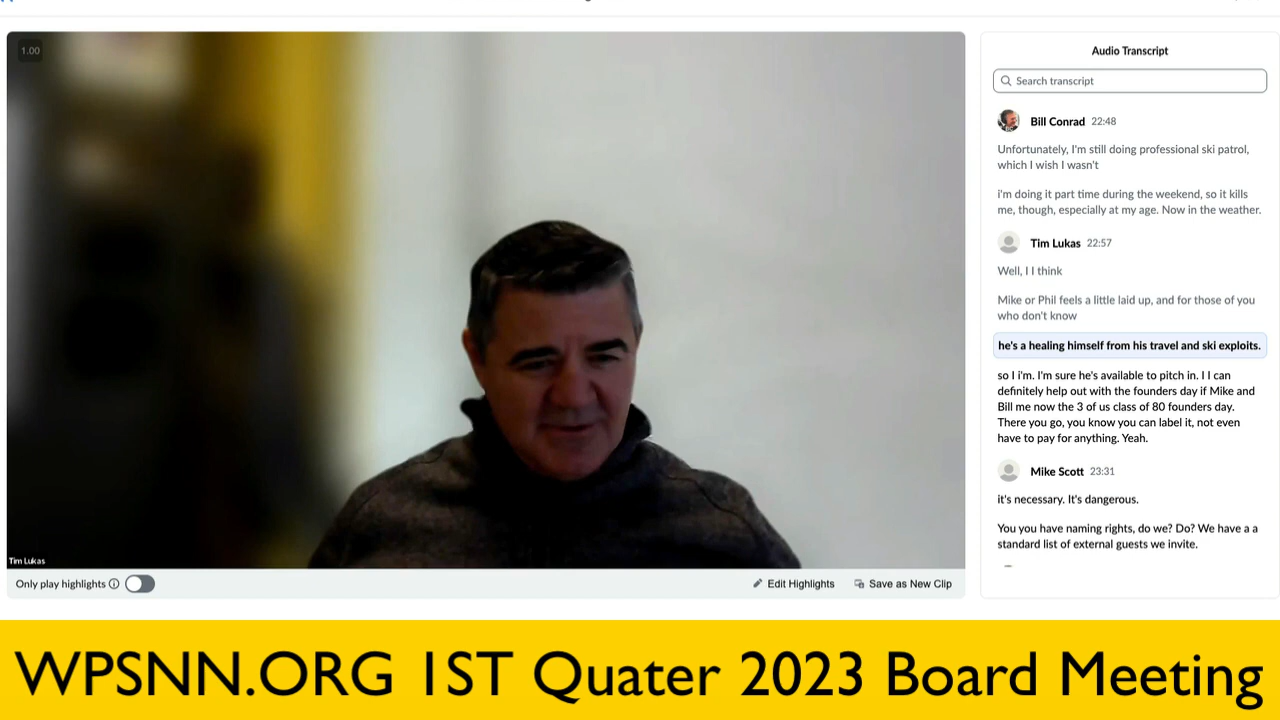 1.00
Tim Lukas
Only play highlights
Edit Highlights
Save as New Clip
Audio Transcript
Search transcript
Bill Conrad 22:48
Unfortunately, I'm still doing professional ski patrol,
which I wish I wasn't
i'm doing it part time during the weekend, so it kills
me, though, especially at my age. Now in the weather.
Tim Lukas 22:57
Well, I I think
Mike or Phil feels a little laid up, and for those of you
who don't know
he's a healing himself from his travel and ski exploits.
so I i'm. I'm sure he's available to pitch in. I I can
definitely help out with the founders day if Mike and
Bill me now the 3 of us class of 80 founders day.
There you go, you know you can label it, not even
have to pay for anything. Yeah.
Mike Scott 23:31
it's necessary. It's dangerous.
You you have naming rights, do we? Do? We have a a
standard list of external guests we invite.
WPSNN.ORG 1ST Quater 2023 Board Meeting